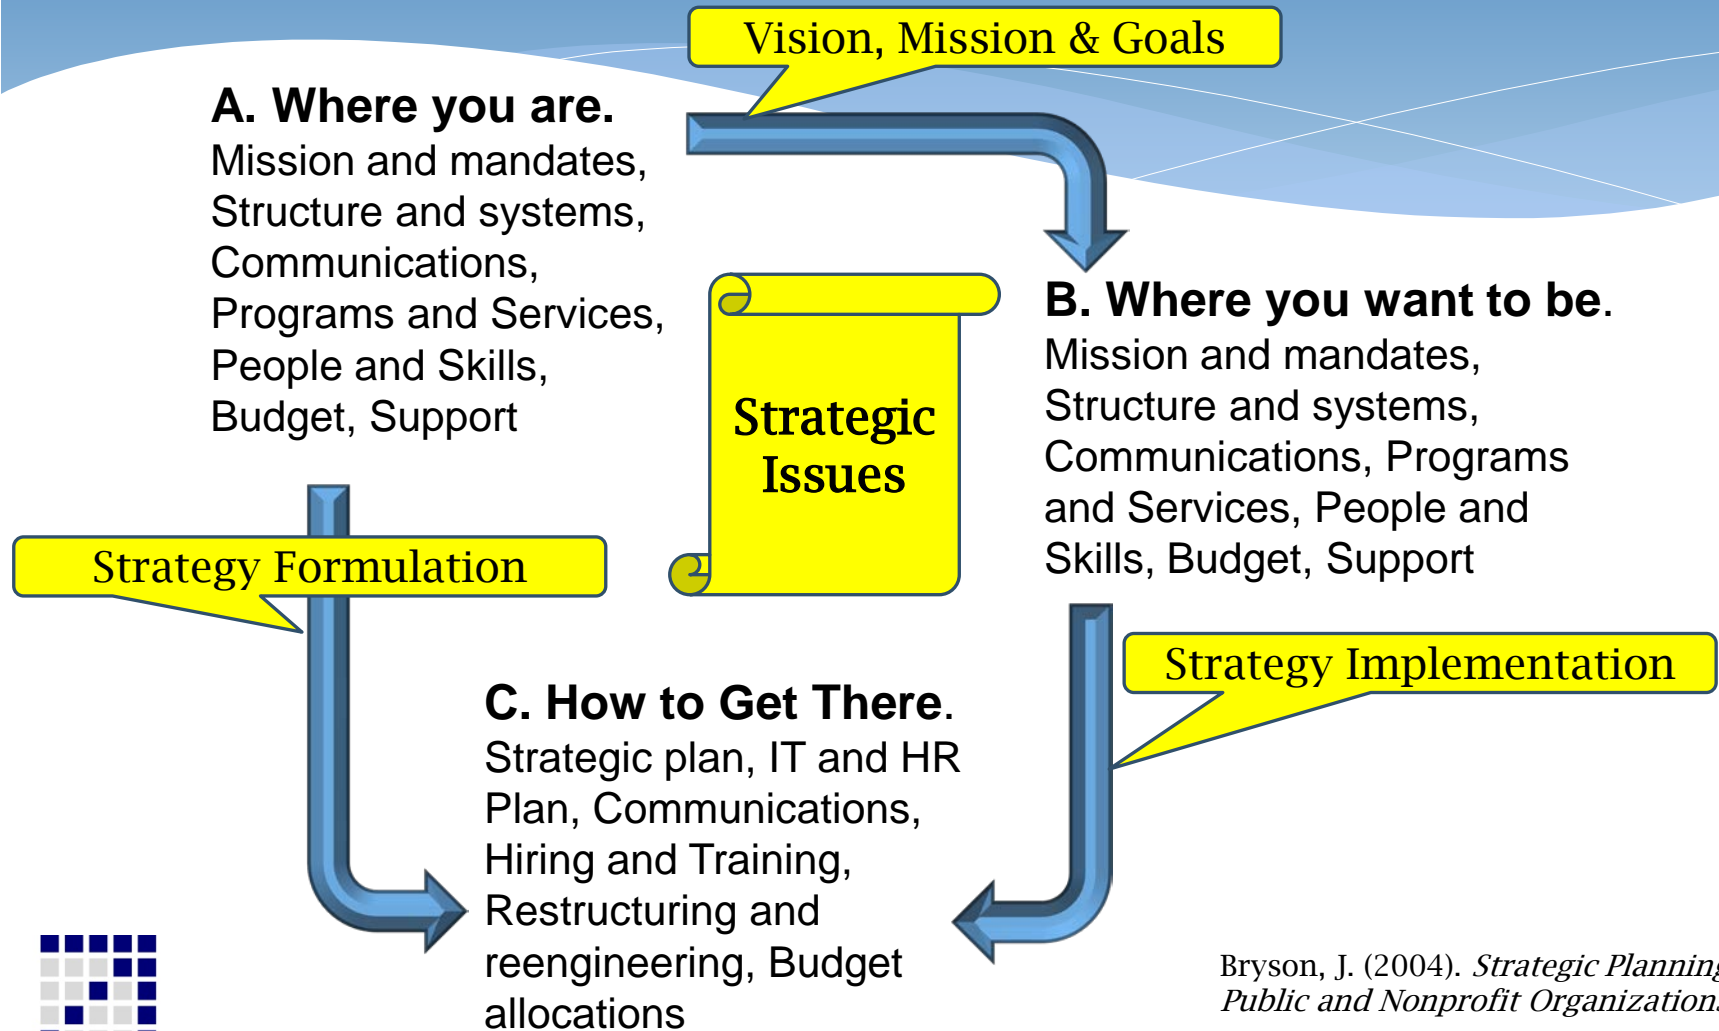 Vision, Mission & Goals
A. Where you are.
Mission and mandates,
Structure and systems,
Communications,
Programs and Services,
People and Skills,
Budget, Support
B. Where you want to be.
Mission and mandates,
Structure and systems,
Communications, Programs
and Services, People and
Skills, Budget, Support
Strategic
Issues
Strategy Formulation
Strategy Implementation
C. How to Get There.
Strategic plan, IT and HR
Plan, Communications,
Hiring and Training,
Restructuring and
reengineering, Budget
allocations
Bryson, J. (2004). Strategic Planning
Public and Nonprofit Organizations